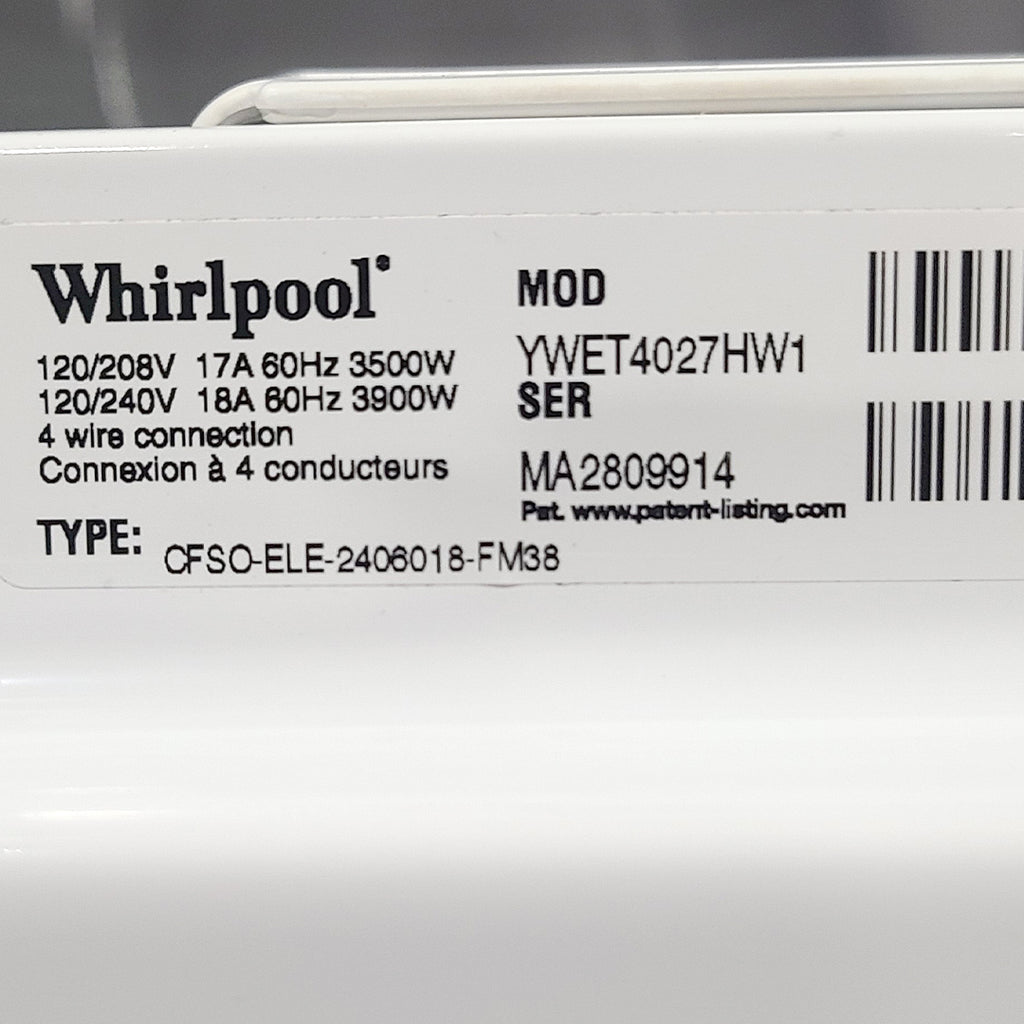 Whirlpool®
120/208V 17A 60Hz 3500W
120/240V 18A 60Hz 3900W
4 wire connection
Connexion à 4 conducteurs
TYPE: CFSO-ELE-2406018-FM38
MOD
YWET4027HW1
SER
MA2809914
Pat. www.patent-listing.com